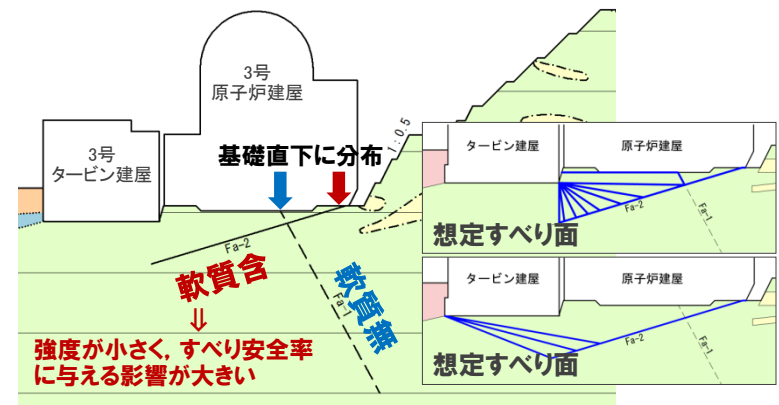 3号
原子炉建屋
3号
タービン建屋
基礎直下に分布
1:0.5
Fa-2
Fa-1
軟質含
⇓
強度が小さく,すべり安全率
に与える影響が大きい
軟質無
タービン建屋
原子炉建屋
Fa-2
Fa-1
想定すべり面
タービン建屋
原子炉建屋
Fa-2
Fa-1
想定すべり面